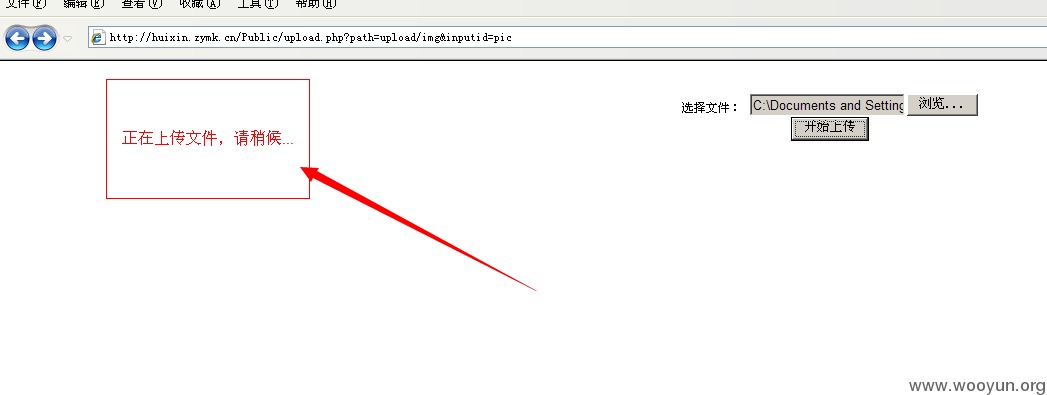 文件(F) 编辑(E) 查看(V) 收藏(A) 工具(T) 帮助(H)
http://huixin.zymk.cn/Public/upload.php?path=upload/img&inputid=pic
选择文件： C:\Documents and Setting 浏览...
开始上传
正在上传文件，请稍候...
www.wooyun.org